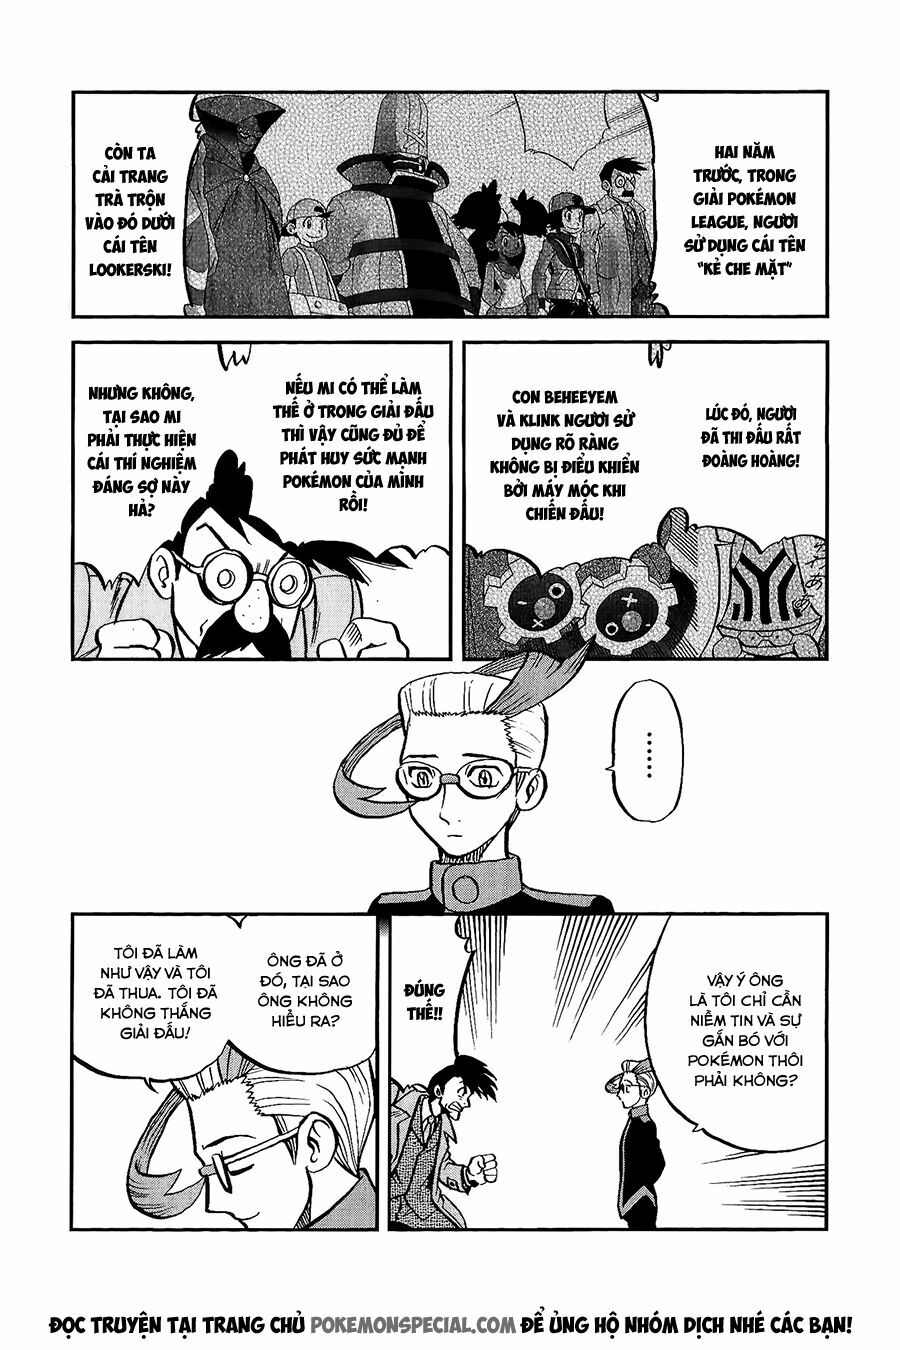 HAI NĂM
TRƯỚC, TRONG
GIẢI POKÉMON
LEAGUE, NGƯƠI
SỬ DỤNG CÁI TÊN
"KẺ CHE MẶT"
CÒN TA
CẢI TRANG
TRÀ TRỘN
VÀO ĐÓ DƯỚI
CÁI TÊN
LOOKERSKI!
LÚC ĐÓ, NGƯƠI
ĐÃ THI ĐẤU RẤT
ĐOÀNG HOÀNG!
CON BEHEEYEM
VÀ KLINK NGƯƠI SỬ
DỤNG RÕ RÀNG
KHÔNG BỊ ĐIỀU KHIỂN
BỞI MÁY MÓC KHI
CHIẾN ĐẤU!
NẾU MI CÓ THỂ LÀM
THẾ Ở TRONG GIẢI ĐẤU
THÌ VẬY CŨNG ĐỦ ĐỂ
PHÁT HUY SỨC MẠNH
POKÉMON CỦA MÌNH
RỒI!
NHƯNG KHÔNG,
TẠI SAO MI
PHẢI THỰC HIỆN
CÁI THÍ NGHIỆM
ĐÁNG SỢ NÀY
HẢ?
........
VẬY Ý ÔNG
LÀ TÔI CHỈ CẦN
NIỀM TIN VÀ SỰ
GẮN BÓ VỚI
POKÉMON THÔI
PHẢI KHÔNG?
ĐÚNG
THẾ!!
ÔNG ĐÃ Ở
ĐÓ, TẠI SAO
ÔNG KHÔNG
HIỂU RA?
TÔI ĐÃ LÀM
NHƯ VẬY VÀ TÔI
ĐÃ THUA. TÔI ĐÃ
KHÔNG THẮNG
GIẢI ĐẤU!
ĐỌC TRUYỆN TẠI TRANG CHỦ POKEMONSPECIAL.COM ĐỂ ỦNG HỘ NHÓM DỊCH NHÉ CÁC BẠN!